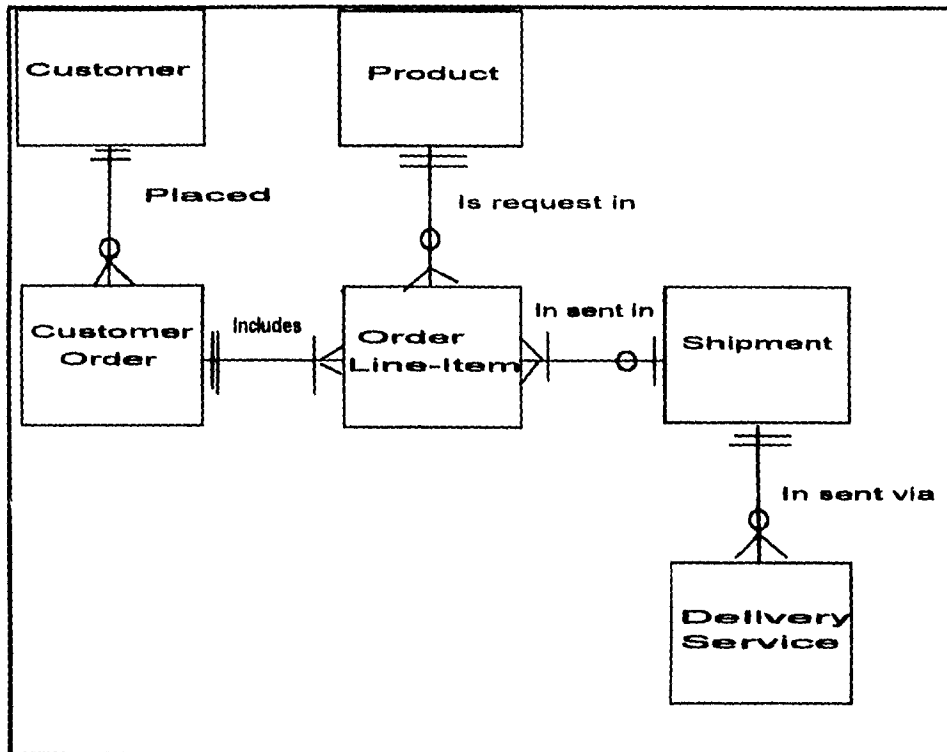 Customer
Product
Placed
Is request in
Customer
Order
Includes
Order
Line-Item
In sent in
Shipment
In sent via
Delivery
Service